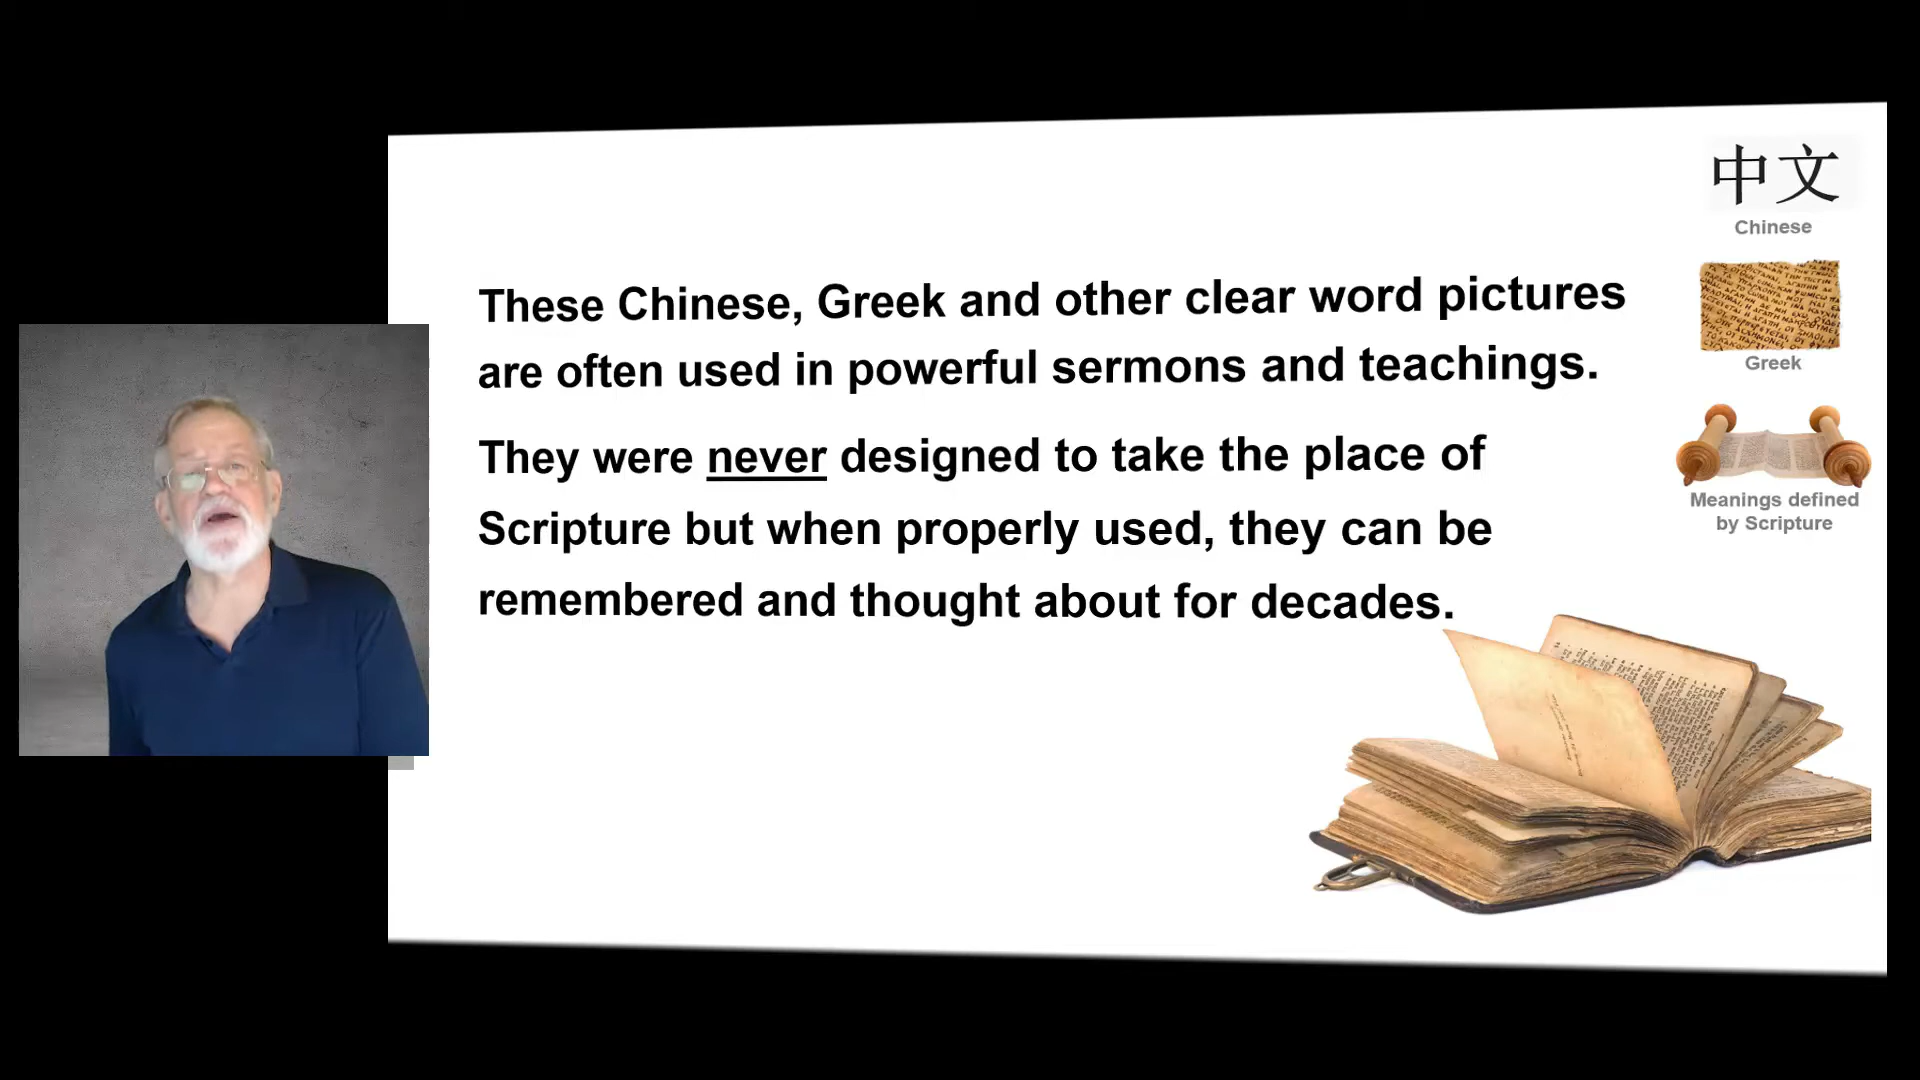 中文
Chinese
Greek
Meanings defined
by Scripture
These Chinese, Greek and other clear word pictures
are often used in powerful sermons and teachings.
They were never designed to take the place of
Scripture but when properly used, they can be
remembered and thought about for decades.